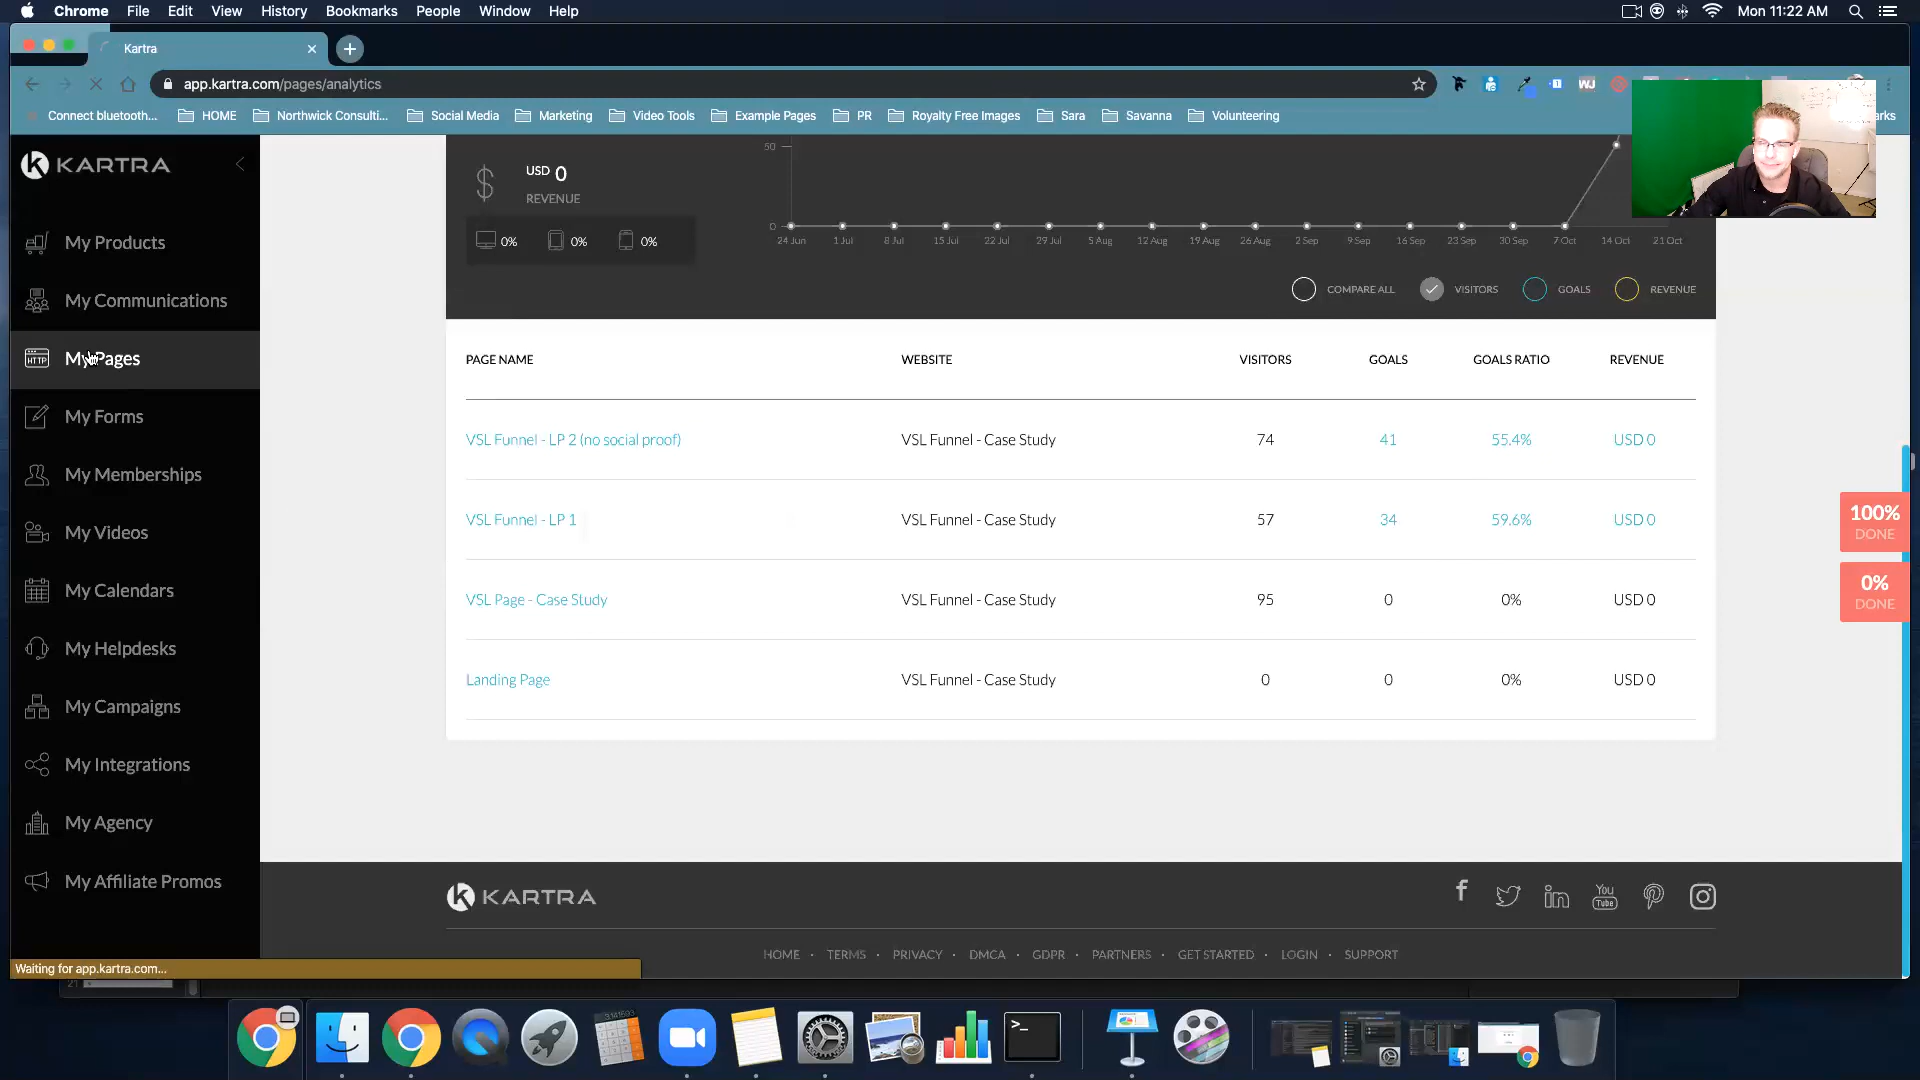 Chrome File Edit View History Bookmarks People Window Help Mon 11:22 AM
Kartra
app.kartra.com/pages/analytics
Connect bluetooth... HOME Northwick Consulti... Social Media Marketing Video Tools Example Pages PR Royalty Free Images Sara Savanna Volunteering
KARTRA
My Products
My Communications
My Pages
My Forms
My Memberships
My Videos
My Calendars
My Helpdesks
My Campaigns
My Integrations
My Agency
My Affiliate Promos
USD 0
REVENUE
0% 0% 0%
50
0
24 Jun 1 Jul 8 Jul 15 Jul 22 Jul 29 Jul 5 Aug 12 Aug 19 Aug 26 Aug 2 Sep 9 Sep 16 Sep 23 Sep 30 Sep 7 Oct 14 Oct 21 Oct
COMPARE ALL VISITORS GOALS REVENUE
PAGE NAME WEBSITE VISITORS GOALS GOALS RATIO REVENUE
VSL Funnel - LP 2 (no social proof) VSL Funnel - Case Study 74 41 55.4% USD 0
VSL Funnel - LP 1 VSL Funnel - Case Study 57 34 59.6% USD 0
VSL Page - Case Study VSL Funnel - Case Study 95 0 0% USD 0
Landing Page VSL Funnel - Case Study 0 0 0% USD 0
100%
DONE
0%
DONE
KARTRA
HOME · TERMS · PRIVACY · DMCA · GDPR · PARTNERS · GET STARTED · LOGIN · SUPPORT
Waiting for app.kartra.com...
21